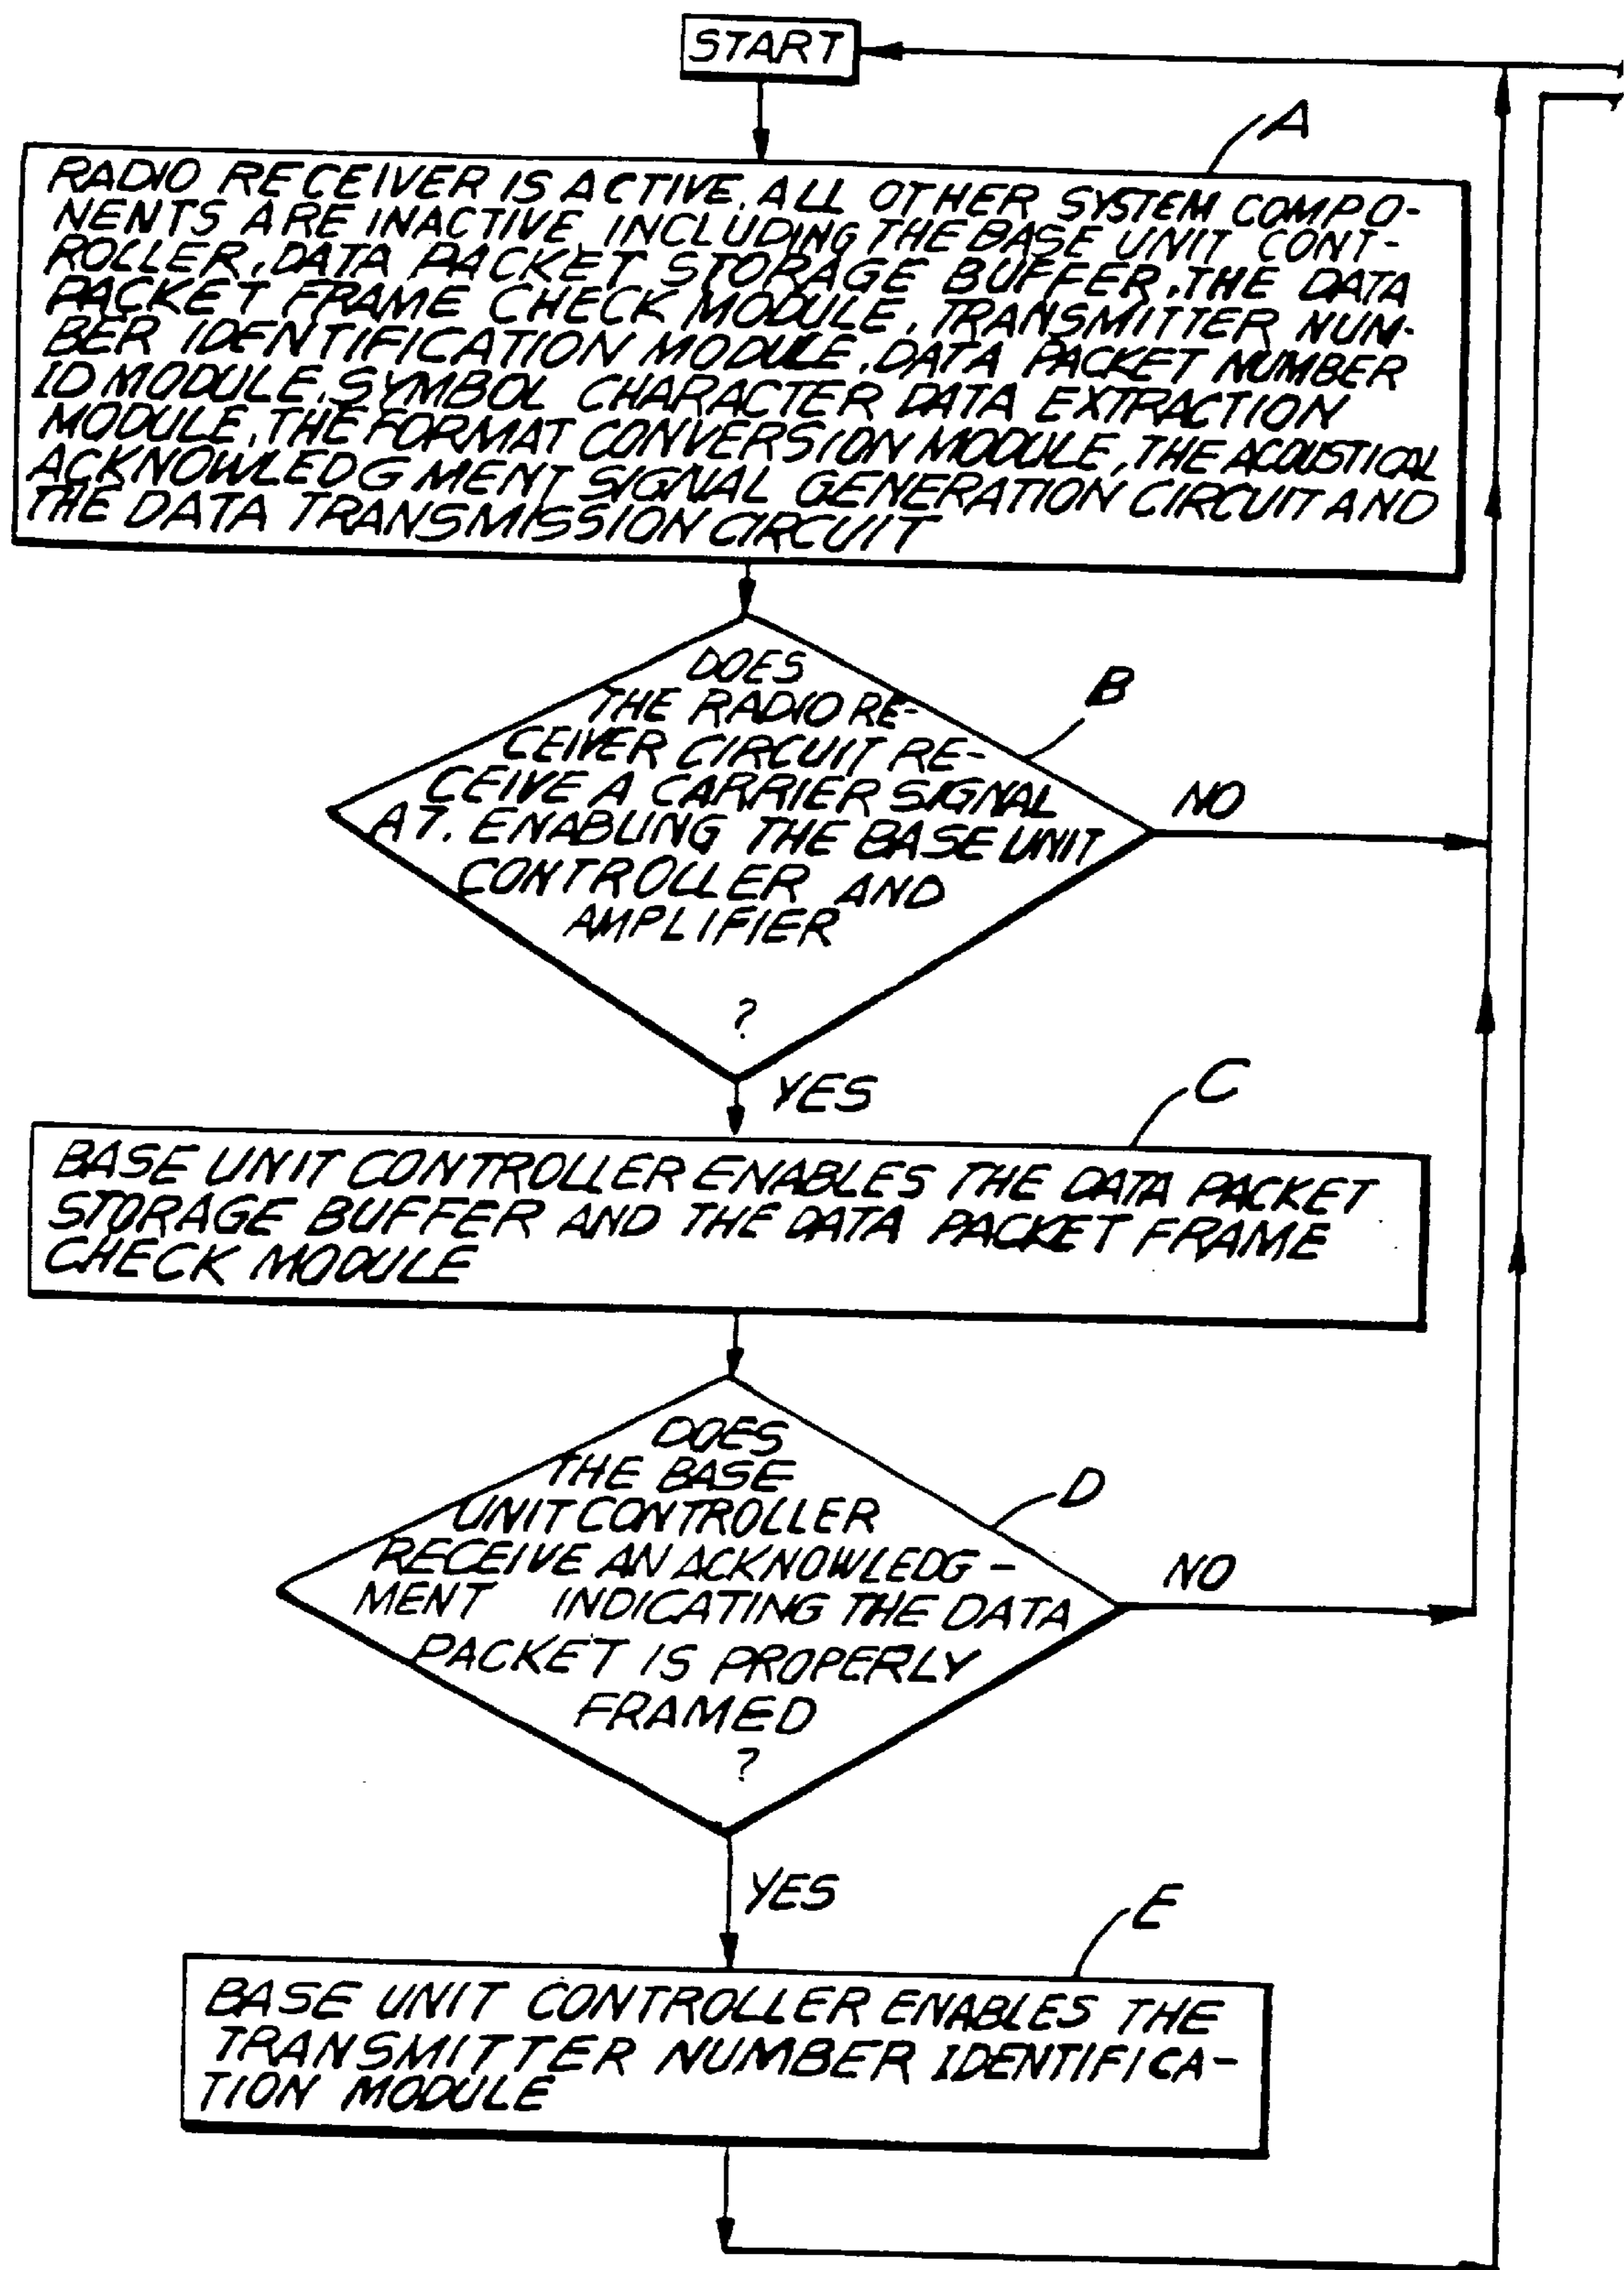 START
A
RADIO RECEIVER IS ACTIVE. ALL OTHER SYSTEM COMPO-
NENTS ARE INACTIVE INCLUDING THE BASE UNIT CONT-
ROLLER, DATA PACKET STORAGE BUFFER, THE DATA
PACKET FRAME CHECK MODULE, TRANSMITTER NUM-
BER IDENTIFICATION MODULE, DATA PACKET NUMBER
ID MODULE, SYMBOL CHARACTER DATA EXTRACTION
MODULE, THE FORMAT CONVERSION MODULE, THE ACOUSTICAL
ACKNOWLEDGMENT SIGNAL GENERATION CIRCUIT AND
THE DATA TRANSMISSION CIRCUIT
B
DOES
THE RADIO RE-
CEIVER CIRCUIT RE-
CEIVE A CARRIER SIGNAL
A7. ENABLING THE BASE UNIT
CONTROLLER AND
AMPLIFIER
?
NO
YES
C
BASE UNIT CONTROLLER ENABLES THE DATA PACKET
STORAGE BUFFER AND THE DATA PACKET FRAME
CHECK MODULE
D
DOES
THE BASE
UNIT CONTROLLER
RECEIVE AN ACKNOWLEDG-
MENT INDICATING THE DATA
PACKET IS PROPERLY
FRAMED
?
NO
YES
E
BASE UNIT CONTROLLER ENABLES THE
TRANSMITTER NUMBER IDENTIFICA-
TION MODULE